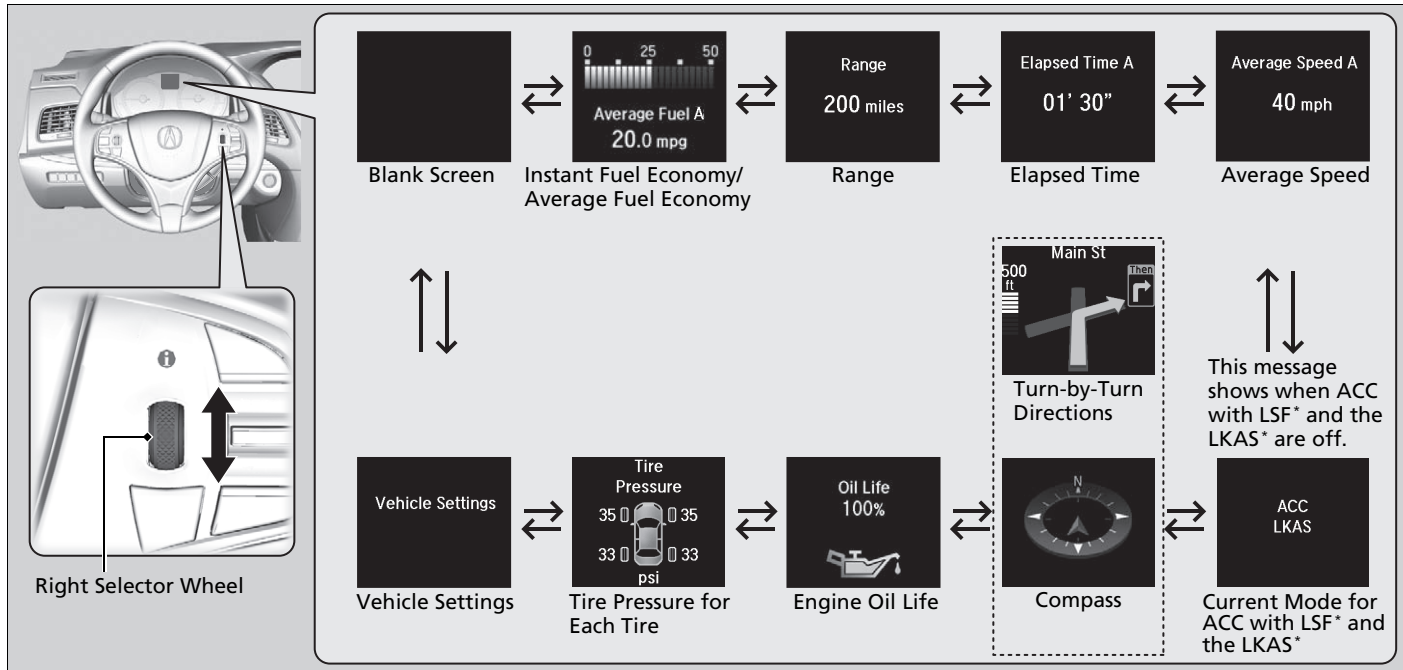 0 25 50
Average Fuel A
20.0 mpg
Range
200 miles
Elapsed Time A
01' 30"
Average Speed A
40 mph
Blank Screen
Instant Fuel Economy/
Average Fuel Economy
Range
Elapsed Time
Average Speed
Main St
500
ft
Then
Turn-by-Turn
Directions
This message
shows when ACC
with LSF* and the
LKAS* are off.
i
Right Selector Wheel
Vehicle Settings
Tire
Pressure
35 35
33 33
psi
Oil Life
100%
N
ACC
LKAS
Vehicle Settings
Tire Pressure for
Each Tire
Engine Oil Life
Compass
Current Mode for
ACC with LSF* and
the LKAS*